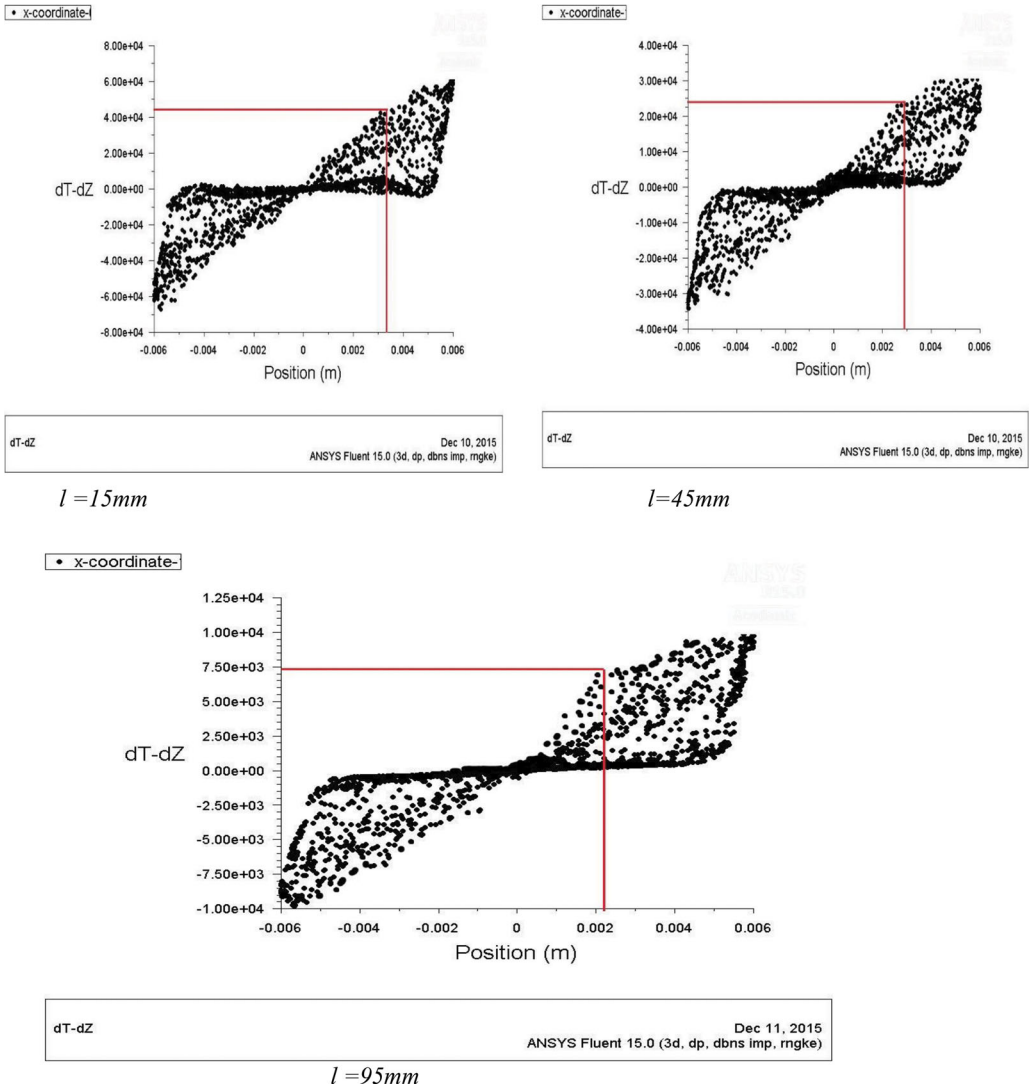 x-coordinate-
8.00e+04
6.00e+04
4.00e+04
2.00e+04
0.00e+00
-2.00e+04
-4.00e+04
-6.00e+04
-8.00e+04
dT-dZ
-0.006 -0.004 -0.002 0 0.002 0.004 0.006
Position (m)
dT-dZ
Dec 10, 2015
ANSYS Fluent 15.0 (3d, dp, dbns imp, rngke)
l =15mm
x-coordinate-
4.00e+04
3.00e+04
2.00e+04
1.00e+04
0.00e+00
-1.00e+04
-2.00e+04
-3.00e+04
-4.00e+04
dT-dZ
-0.006 -0.004 -0.002 0 0.002 0.004 0.006
Position (m)
dT-dZ
Dec 10, 2015
ANSYS Fluent 15.0 (3d, dp, dbns imp, rngke)
l=45mm
x-coordinate-
ANSYS
1.25e+04
1.00e+04
7.50e+03
5.00e+03
2.50e+03
0.00e+00
-2.50e+03
-5.00e+03
-7.50e+03
-1.00e+04
dT-dZ
-0.006 -0.004 -0.002 0 0.002 0.004 0.006
Position (m)
dT-dZ
Dec 11, 2015
ANSYS Fluent 15.0 (3d, dp, dbns imp, rngke)
l =95mm